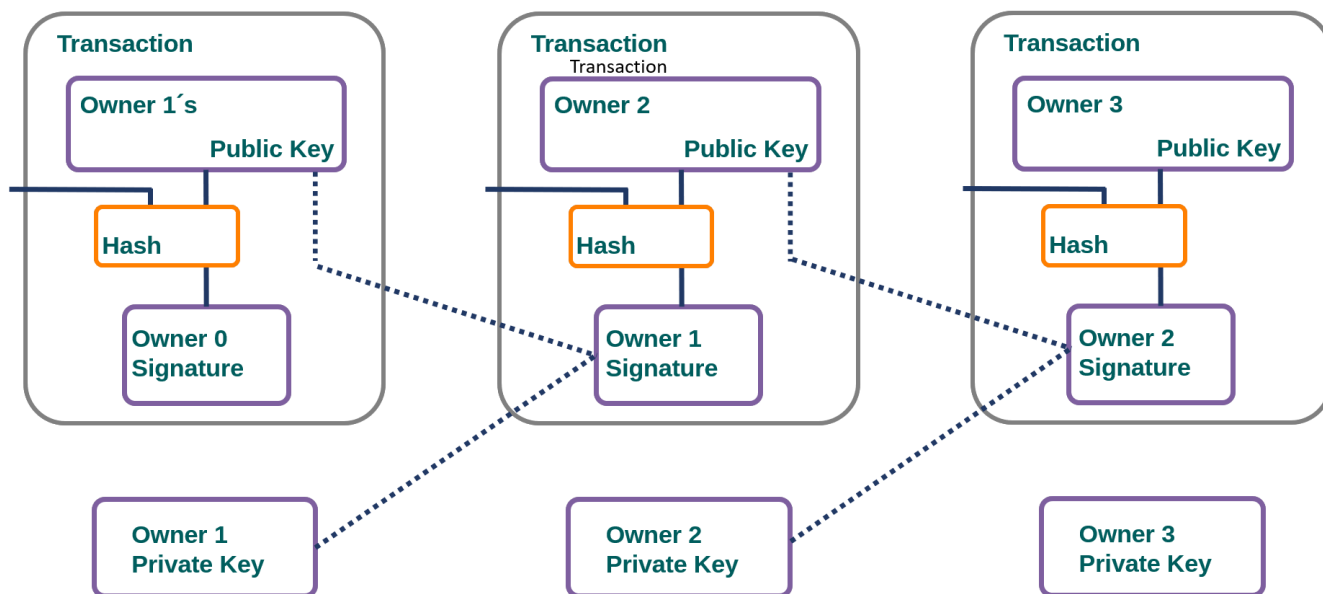 Transaction
Owner 1´s
Public Key
Hash
Owner 0
Signature
Transaction
Transaction
Owner 2
Public Key
Hash
Owner 1
Signature
Transaction
Owner 3
Public Key
Hash
Owner 2
Signature
Owner 1
Private Key
Owner 2
Private Key
Owner 3
Private Key